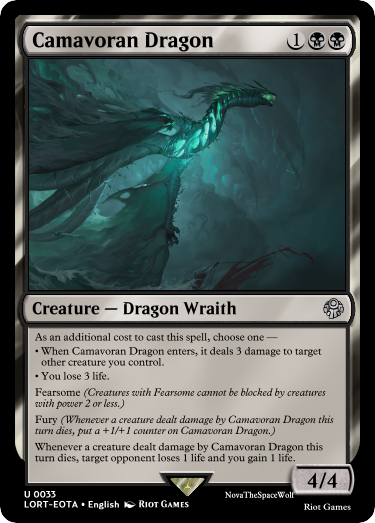 Camavoran Dragon 1
Creature — Dragon Wraith
As an additional cost to cast this spell, choose one —
• When Camavoran Dragon enters, it deals 3 damage to target
other creature you control.
• You lose 3 life.
Fearsome (Creatures with Fearsome cannot be blocked by creatures
with power 2 or less.)
Fury (Whenever a creature dealt damage by Camavoran Dragon this
turn dies, put a +1/+1 counter on Camavoran Dragon.)
Whenever a creature dealt damage by Camavoran Dragon this
turn dies, target opponent loses 1 life and you gain 1 life.
4/4
U 0033 NovaTheSpaceWolf
LORT-EOTA • English Riot Games Riot Games